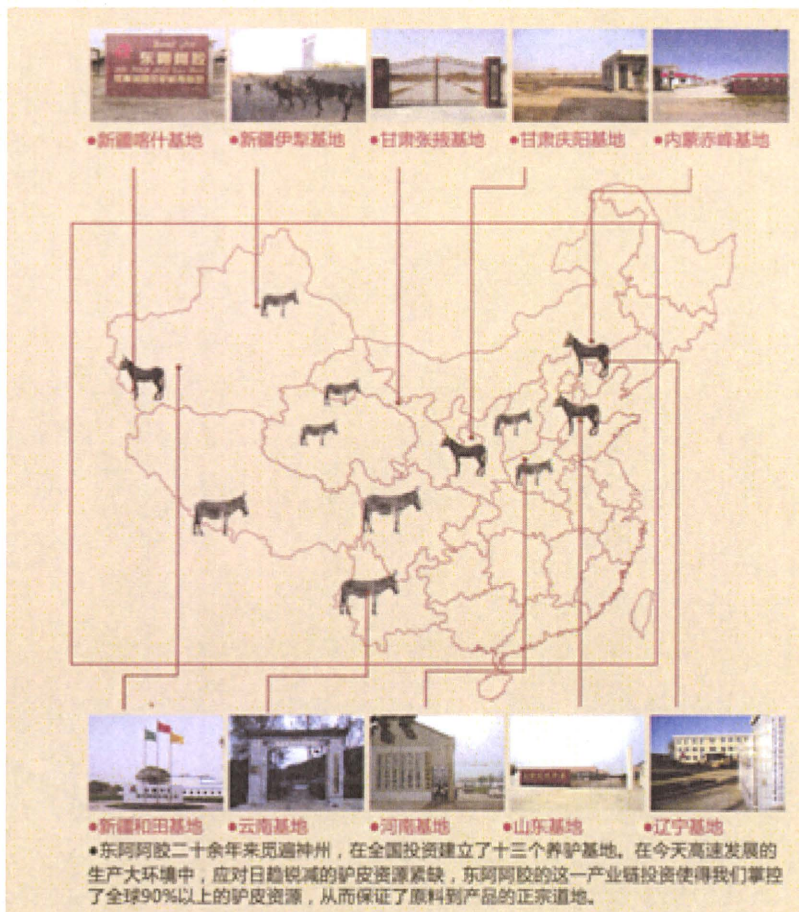 东阿阿胶
●新疆喀什基地
●新疆伊犁基地
●甘肃张掖基地
●甘肃庆阳基地
●内蒙赤峰基地
●新疆和田基地
●云南基地
●河南基地
●山东基地
●辽宁基地
●东阿阿胶二十余年来觅遍神州，在全国投资建立了十三个养驴基地。在今天高速发展的
生产大环境中，应对日趋锐减的驴皮资源紧缺，东阿阿胶的这一产业链投资使得我们掌控
了全球90%以上的驴皮资源，从而保证了原料到产品的正宗道地。